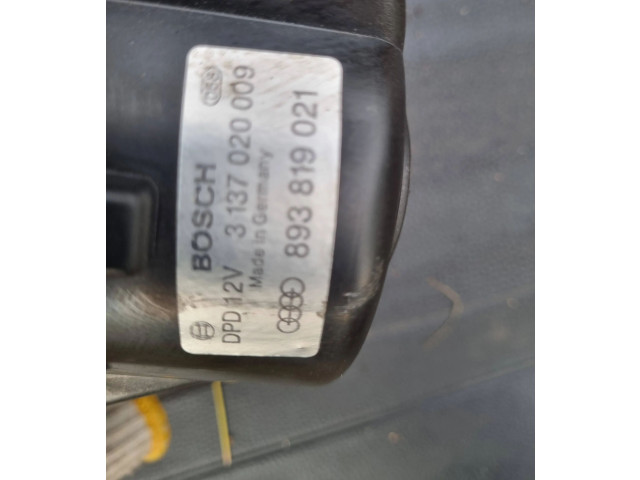 BOSCH
DPD 12V 3 137 020 009
Made in Germany
893 819 021